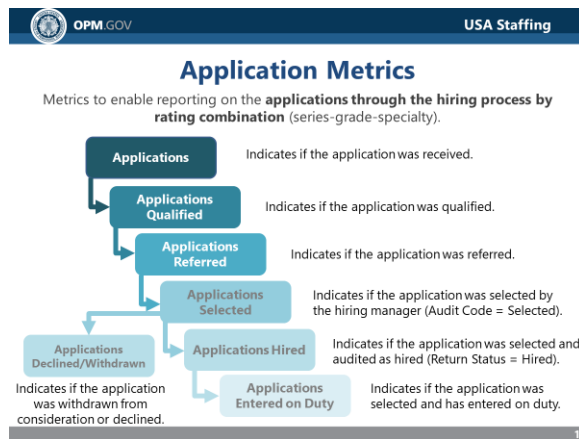 OPM.GOV
USA Staffing
Application Metrics
Metrics to enable reporting on the applications through the hiring process by
rating combination (series-grade-specialty).
Applications
Indicates if the application was received.
Applications
Qualified
Indicates if the application was qualified.
Applications
Referred
Indicates if the application was referred.
Applications
Selected
Indicates if the application was selected by
the hiring manager (Audit Code = Selected).
Applications
Declined/Withdrawn
Indicates if the application
was withdrawn from
consideration or declined.
Applications Hired
Indicates if the application was selected and
audited as hired (Return Status = Hired).
Applications
Entered on Duty
Indicates if the application was
selected and has entered on duty.